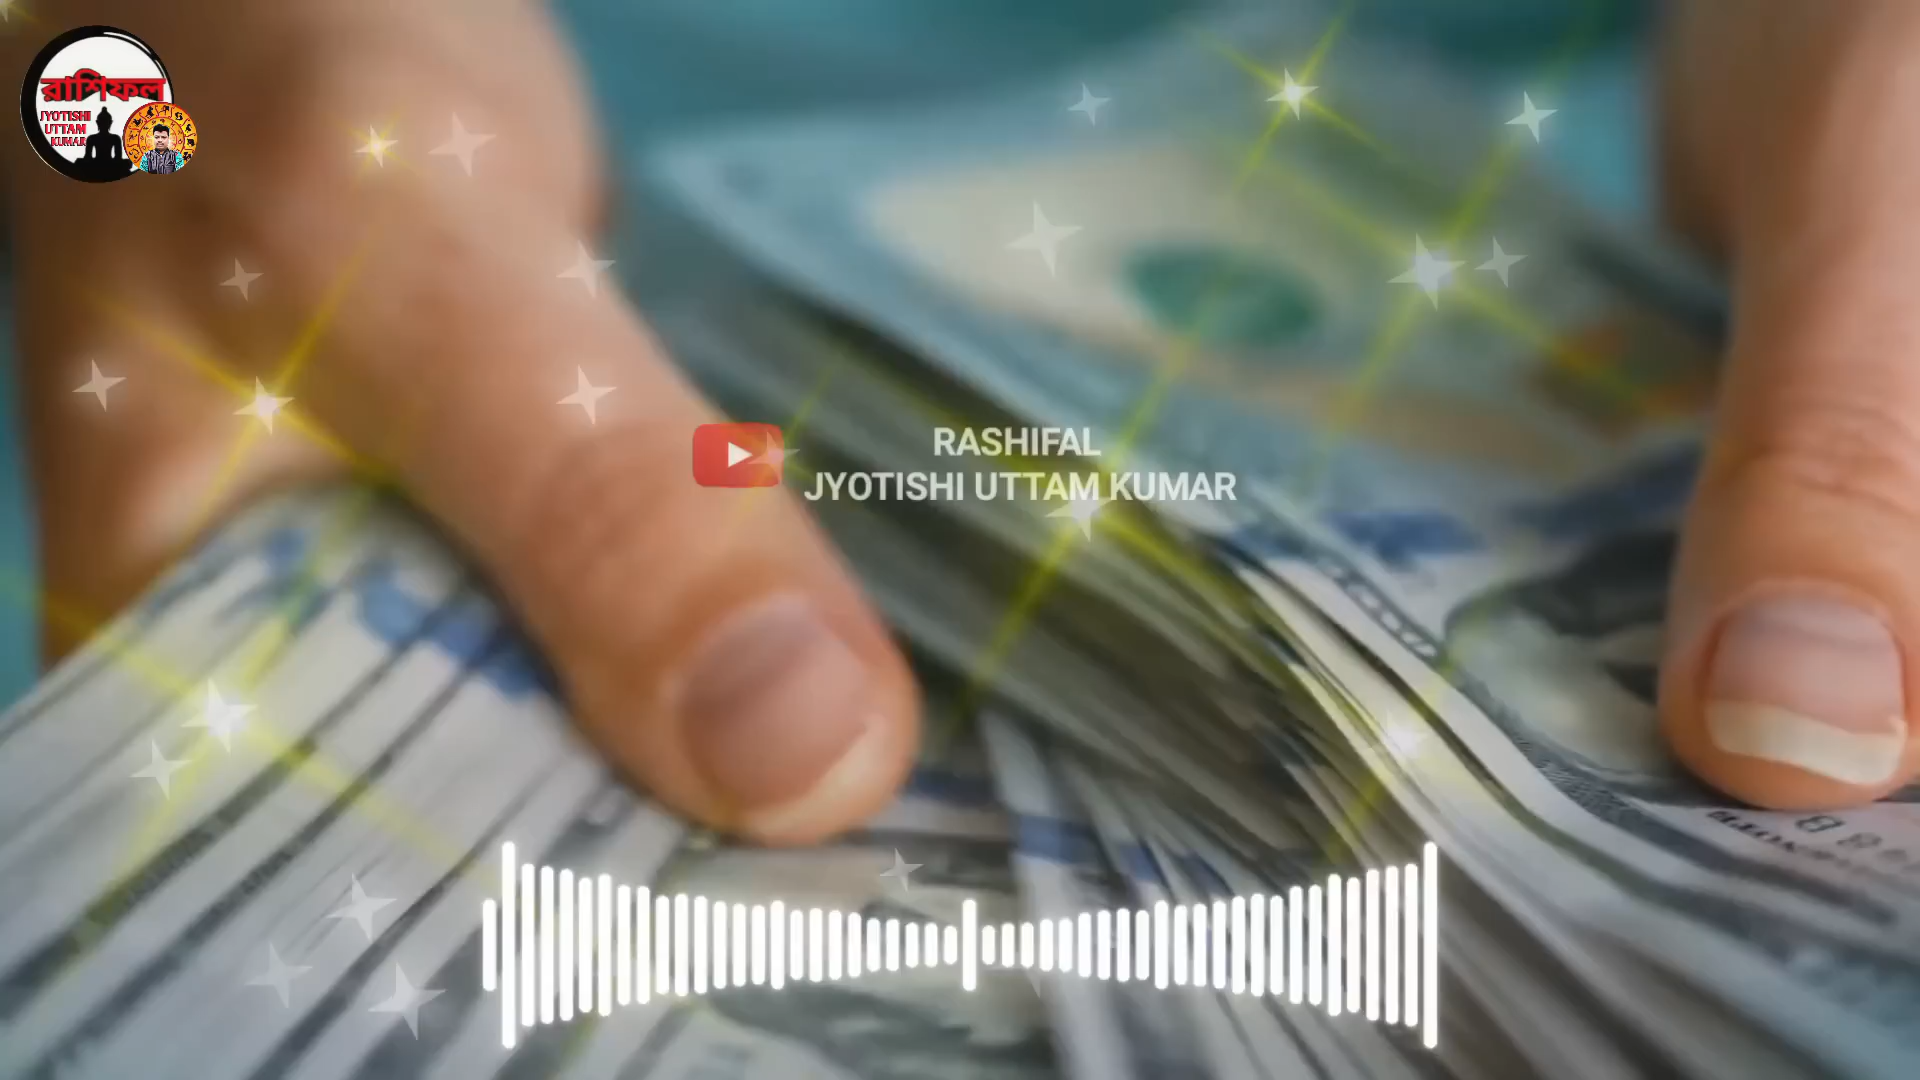 রাশিফল
JYOTISHI
UTTAM
KUMAR
RASHIFAL
JYOTISHI UTTAM KUMAR